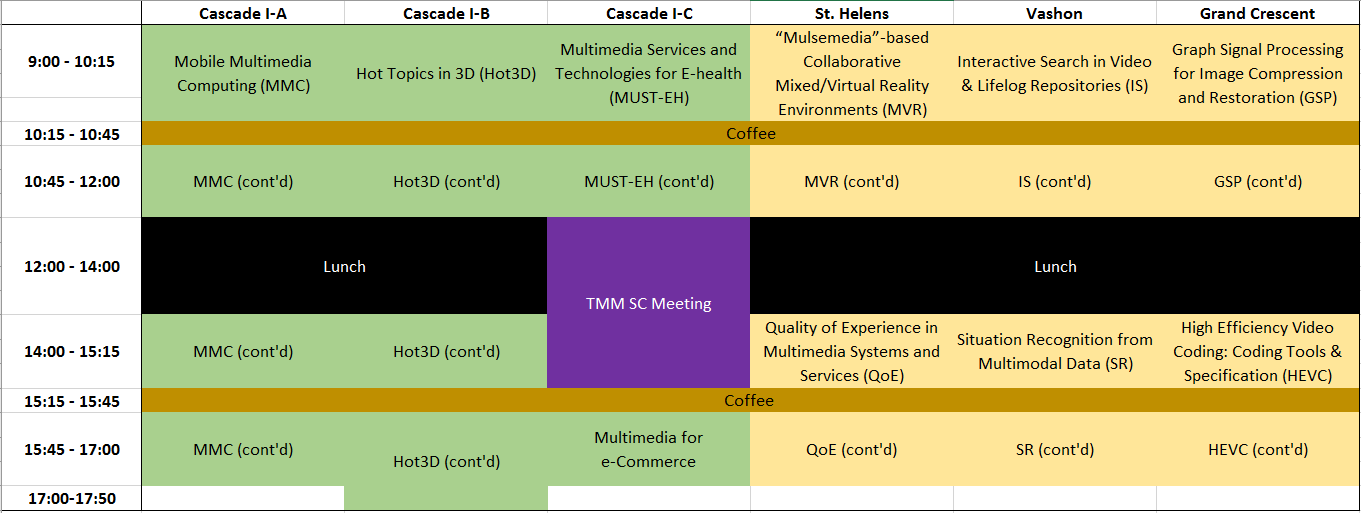 Cascade I-A
Cascade I-B
Cascade I-C
St. Helens
Vashon
Grand Crescent
9:00 - 10:15
Mobile Multimedia
Computing (MMC)
Hot Topics in 3D (Hot3D)
Multimedia Services and
Technologies for E-health
(MUST-EH)
“Mulsemedia”-based
Collaborative
Mixed/Virtual Reality
Environments (MVR)
Interactive Search in Video
& Lifelog Repositories (IS)
Graph Signal Processing
for Image Compression
and Restoration (GSP)
10:15 - 10:45
Coffee
10:45 - 12:00
MMC (cont'd)
Hot3D (cont'd)
MUST-EH (cont'd)
MVR (cont'd)
IS (cont'd)
GSP (cont'd)
12:00 - 14:00
Lunch
TMM SC Meeting
Lunch
14:00 - 15:15
MMC (cont'd)
Hot3D (cont'd)
Quality of Experience in
Multimedia Systems and
Services (QoE)
Situation Recognition from
Multimodal Data (SR)
High Efficiency Video
Coding: Coding Tools &
Specification (HEVC)
15:15 - 15:45
Coffee
15:45 - 17:00
MMC (cont'd)
Hot3D (cont'd)
Multimedia for
e-Commerce
QoE (cont'd)
SR (cont'd)
HEVC (cont'd)
17:00-17:50